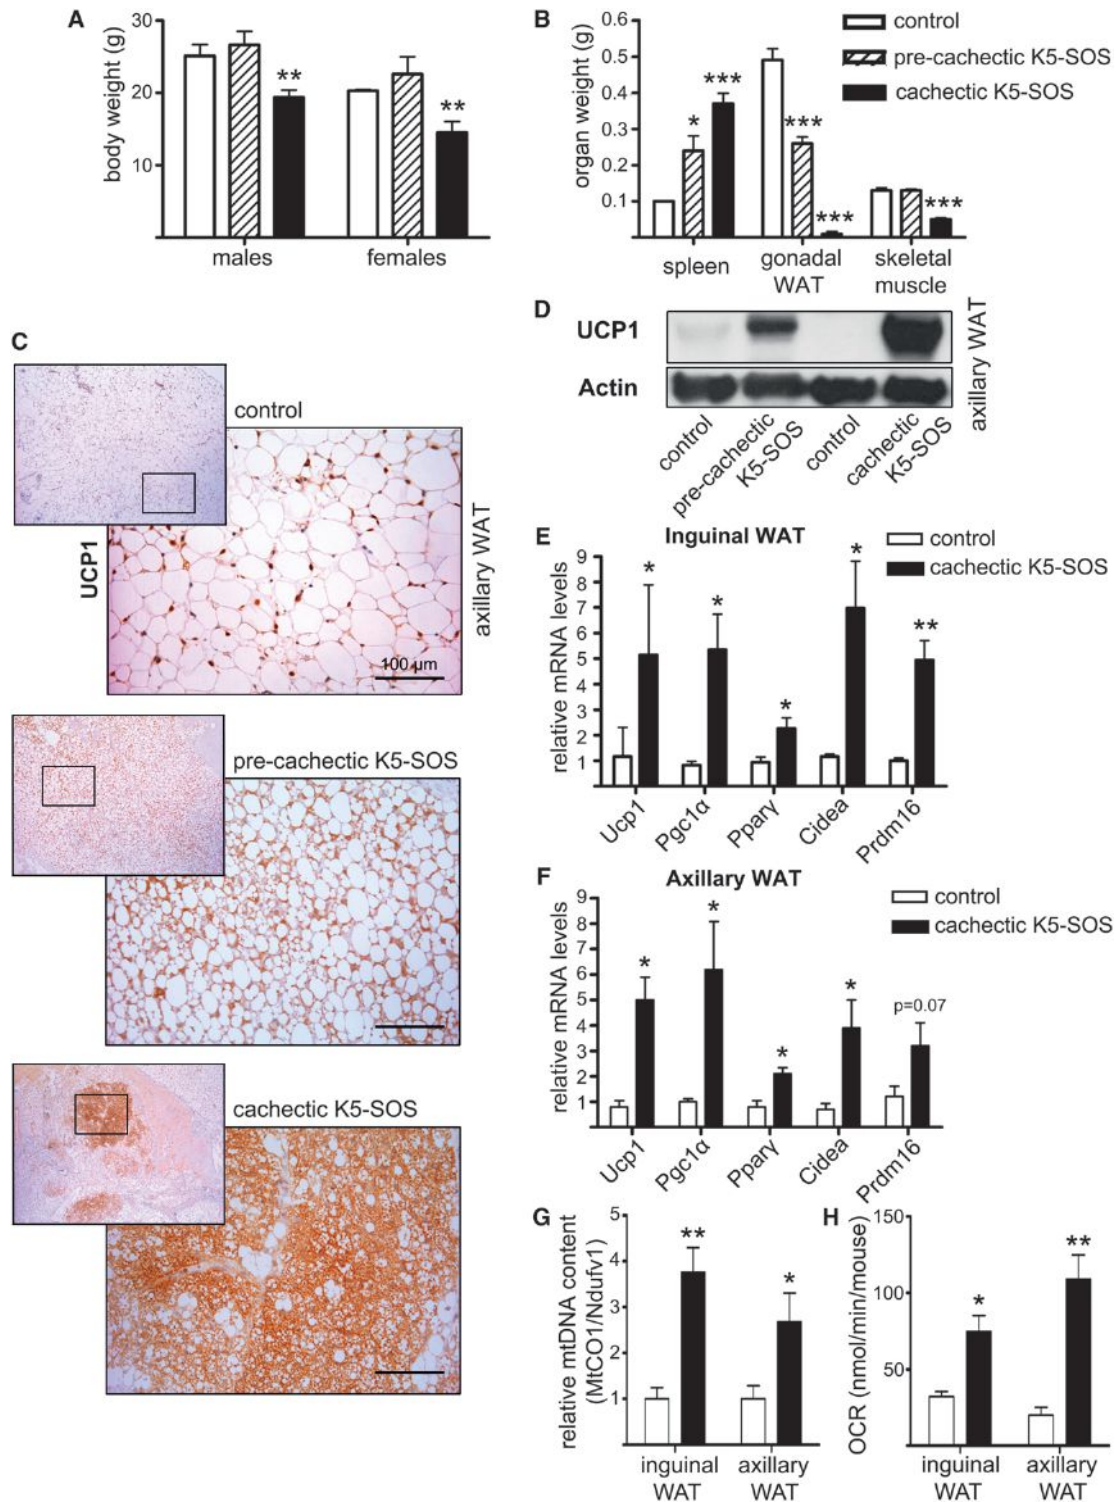 A
body weight (g)
30
20
10
**
**
males
females
B
organ weight (g)
0.6
0.5
0.4
0.3
0.2
0.1
*
***
***
***
***
spleen
gonadal
WAT
skeletal
muscle
control
pre-cachectic K5-SOS
cachectic K5-SOS
C
UCP1
control
axillary WAT
100 µm
pre-cachectic K5-SOS
cachectic K5-SOS
D
UCP1
Actin
axillary WAT
control
pre-cachectic
K5-SOS
control
cachectic
K5-SOS
E
Inguinal WAT
control
cachectic K5-SOS
relative mRNA levels
9
8
7
6
5
4
3
2
1
*
*
*
*
**
Ucp1
Pgc1α
Pparγ
Cidea
Prdm16
F
Axillary WAT
control
cachectic K5-SOS
relative mRNA levels
9
8
7
6
5
4
3
2
1
*
*
*
*
p=0.07
Ucp1
Pgc1α
Pparγ
Cidea
Prdm16
G
relative mtDNA content
(MtCO1/Ndufv1)
5
4
3
2
1
**
*
inguinal
WAT
axillary
WAT
H
OCR (nmol/min/mouse)
150
100
50
*
**
inguinal
WAT
axillary
WAT